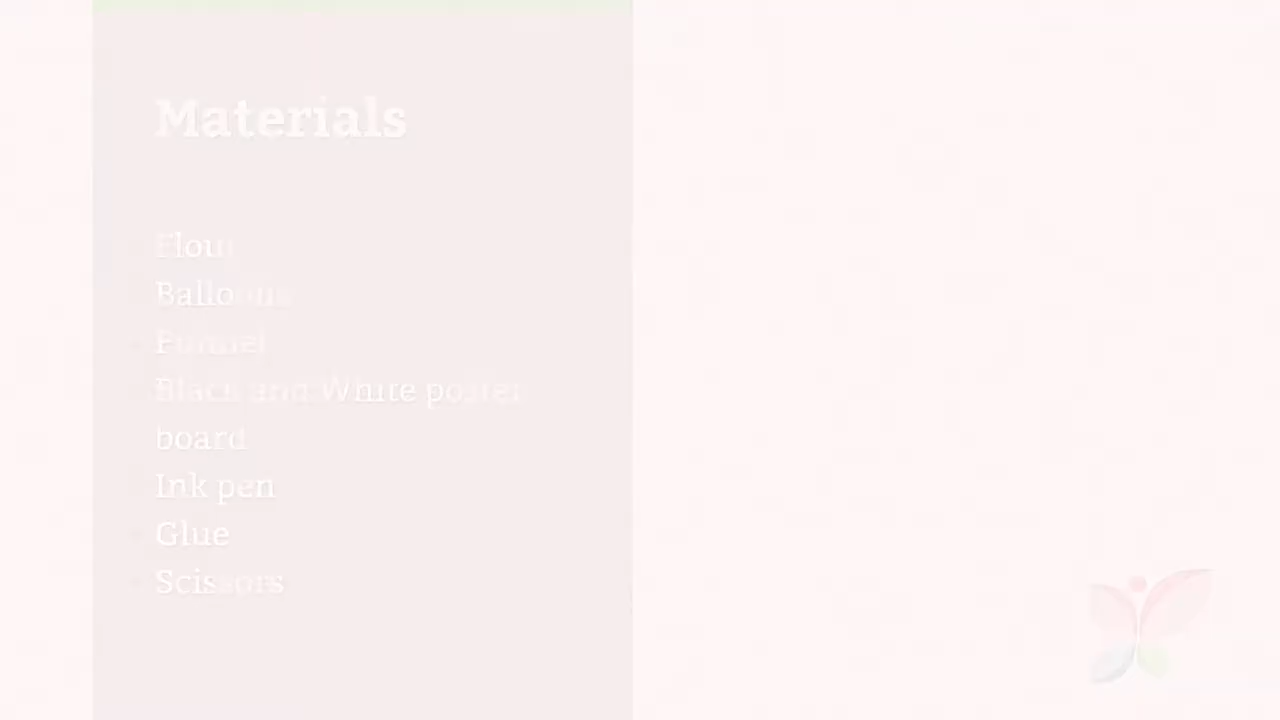 Materials
Flour
Balloons
Funnel
Black and White poster
board
Ink pen
Glue
Scissors